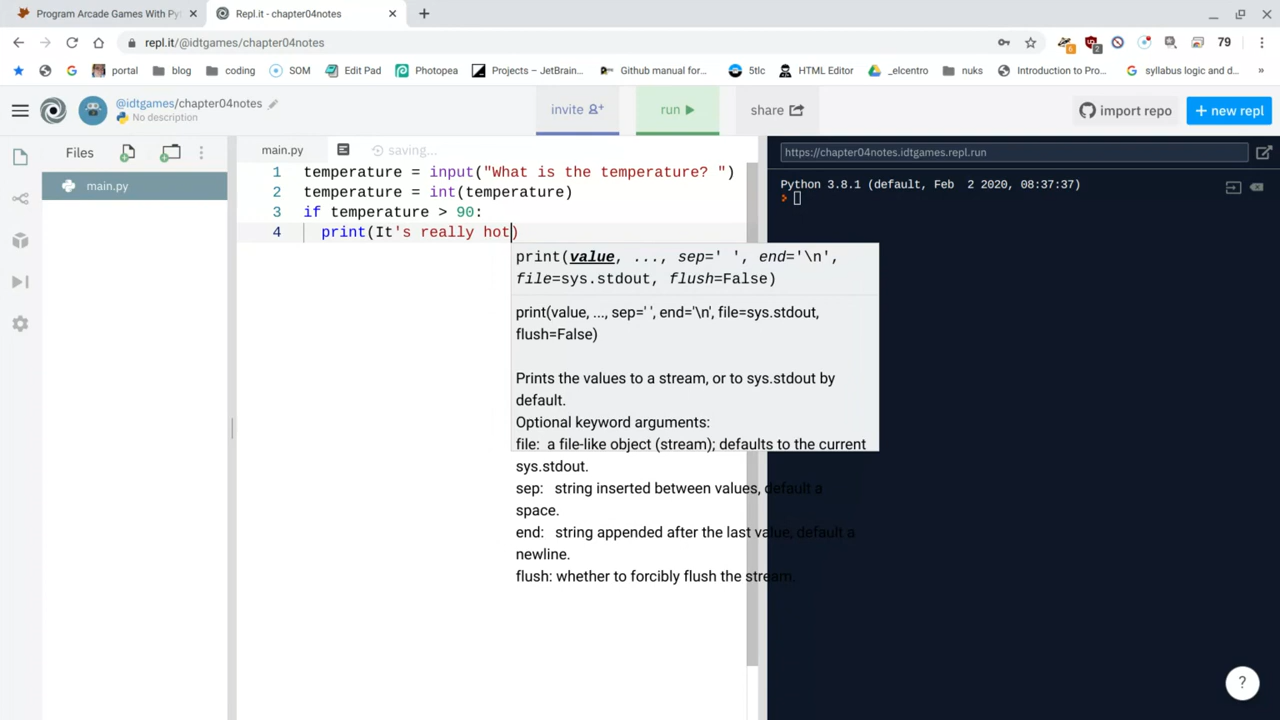 Program Arcade Games With Py
Repl.it - chapter04notes
repl.it/@idtgames/chapter04notes
6
2
79
portal
blog
coding
SOM
Edit Pad
Photopea
Projects – JetBrain...
Github manual for...
5tlc
HTML Editor
_elcentro
nuks
Introduction to Pro...
syllabus logic and d...
»
@idtgames/chapter04notes
No description
invite
run
share
import repo
+ new repl
Files
main.py
main.py
saving...
https://chapter04notes.idtgames.repl.run
Python 3.8.1 (default, Feb  2 2020, 08:37:37)
1 temperature = input("What is the temperature? ")
2 temperature = int(temperature)
3 if temperature > 90:
4   print(It's really hot)
print(value, ..., sep=' ', end='\n',
file=sys.stdout, flush=False)
print(value, ..., sep=' ', end='\n', file=sys.stdout,
flush=False)
Prints the values to a stream, or to sys.stdout by
default.
Optional keyword arguments:
file:  a file-like object (stream); defaults to the current
sys.stdout.
sep:   string inserted between values, default a
space.
end:   string appended after the last value, default a
newline.
flush: whether to forcibly flush the stream.
?